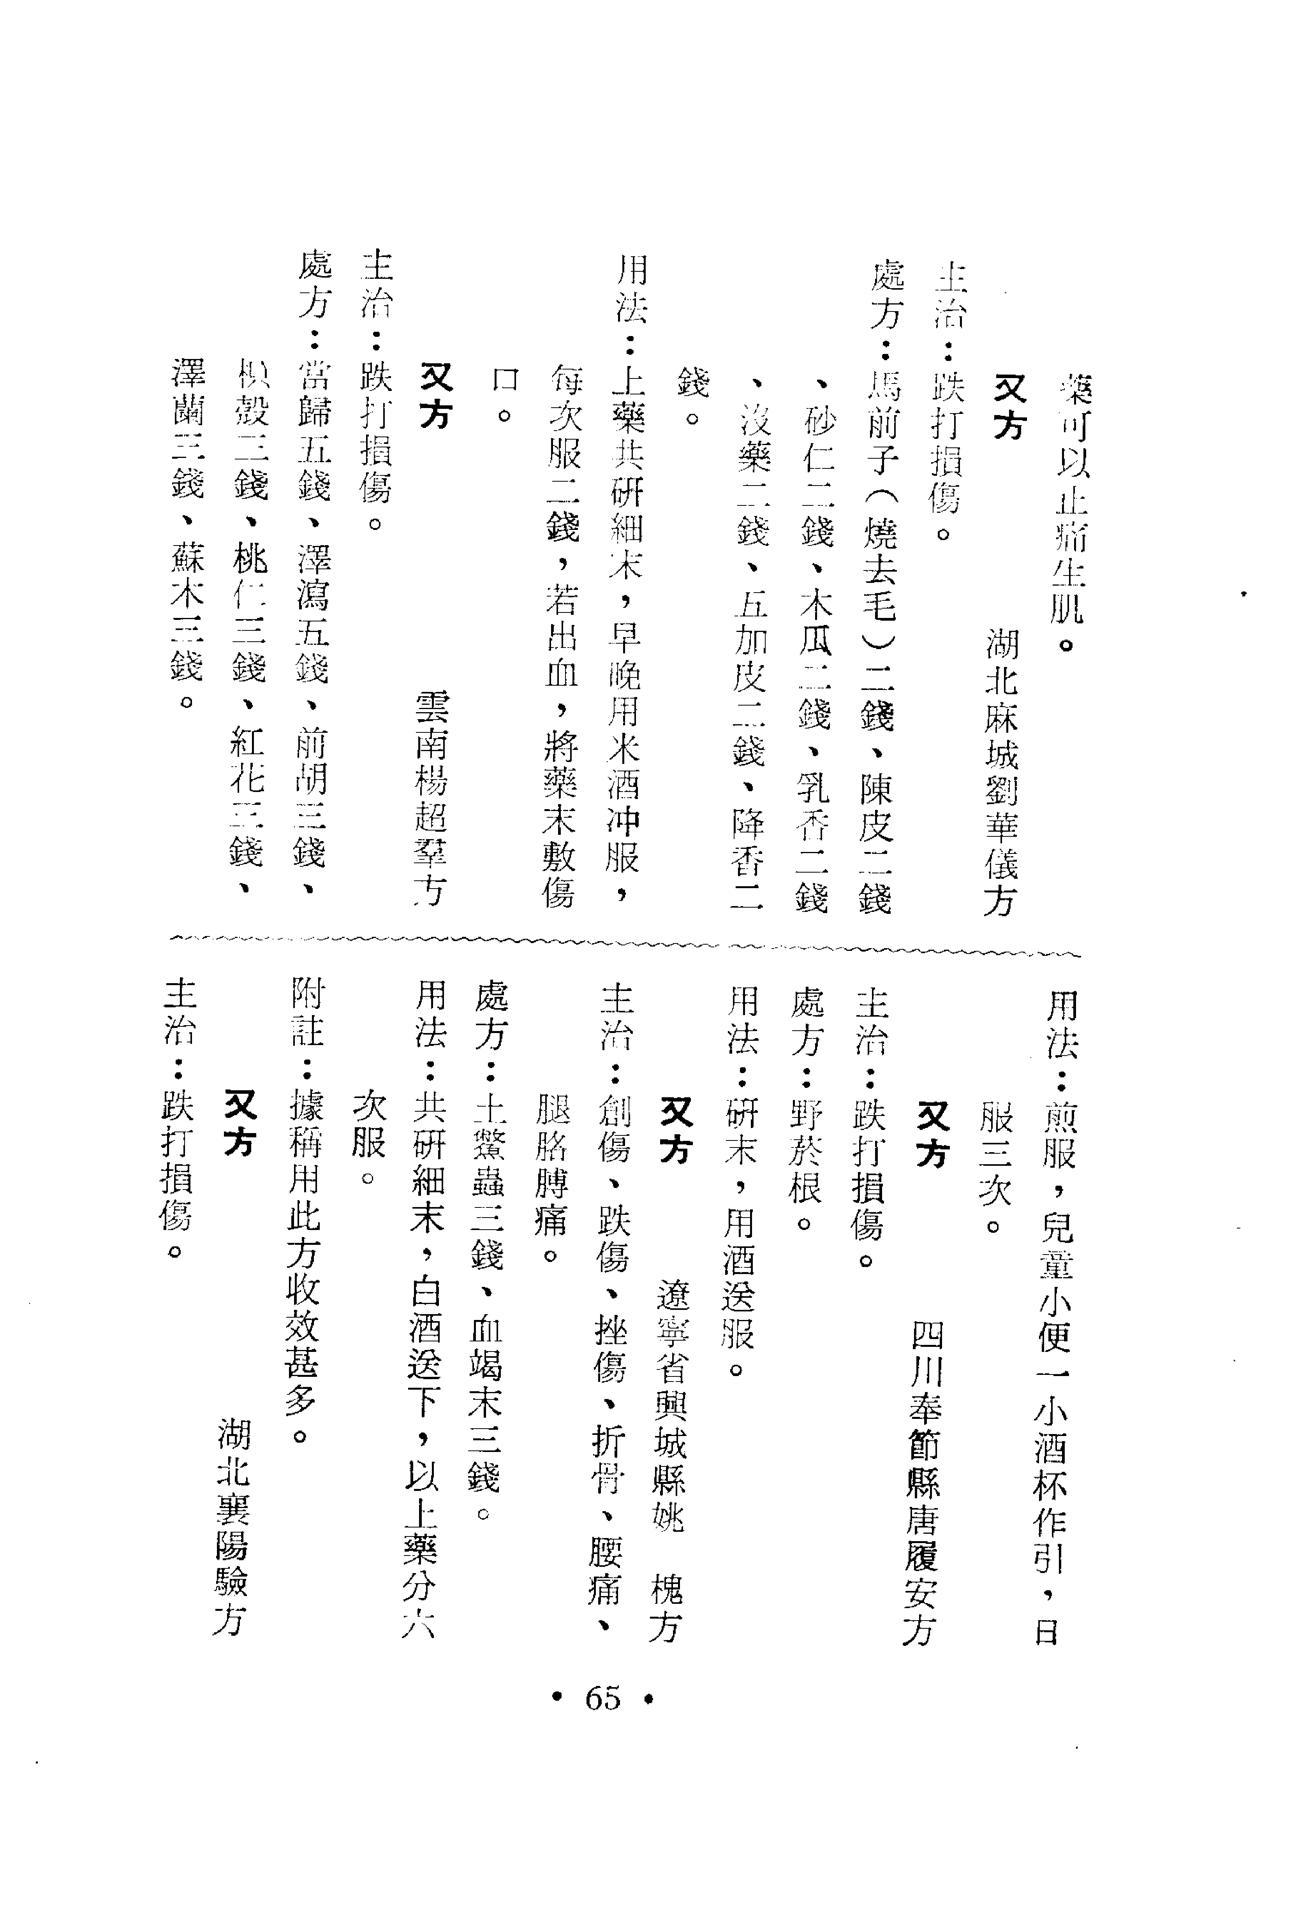 藥可以止痛生肌。
又方　　湖北麻城劉華儀方
主治：跌打損傷。
處方：馬前子（燒去毛）二錢、陳皮二錢
、砂仁二錢、木瓜二錢、乳香二錢
、沒藥二錢、五加皮二錢、降香二
錢。
用法：上藥共研細末，早晚用米酒冲服，
每次服二錢，若出血，將藥末敷傷
口。
又方　　雲南楊超羣方
主治：跌打損傷。
處方：當歸五錢、澤瀉五錢、前胡三錢、
枳殼三錢、桃仁三錢、紅花三錢、
澤蘭三錢、蘇木三錢。
用法：煎服，兒童小便一小酒杯作引，日
服三次。
又方　　四川奉節縣唐履安方
主治：跌打損傷。
處方：野菸根。
用法：研末，用酒送服。
又方　　遼寧省興城縣姚　槐方
主治：創傷、跌傷、挫傷、折骨、腰痛、
腿胳膊痛。
處方：土鱉蟲三錢、血竭末三錢。
用法：共研細末，白酒送下，以上藥分六
次服。
附註：據稱用此方收效甚多。
又方　　湖北襄陽驗方
主治：跌打損傷。
• 65 •